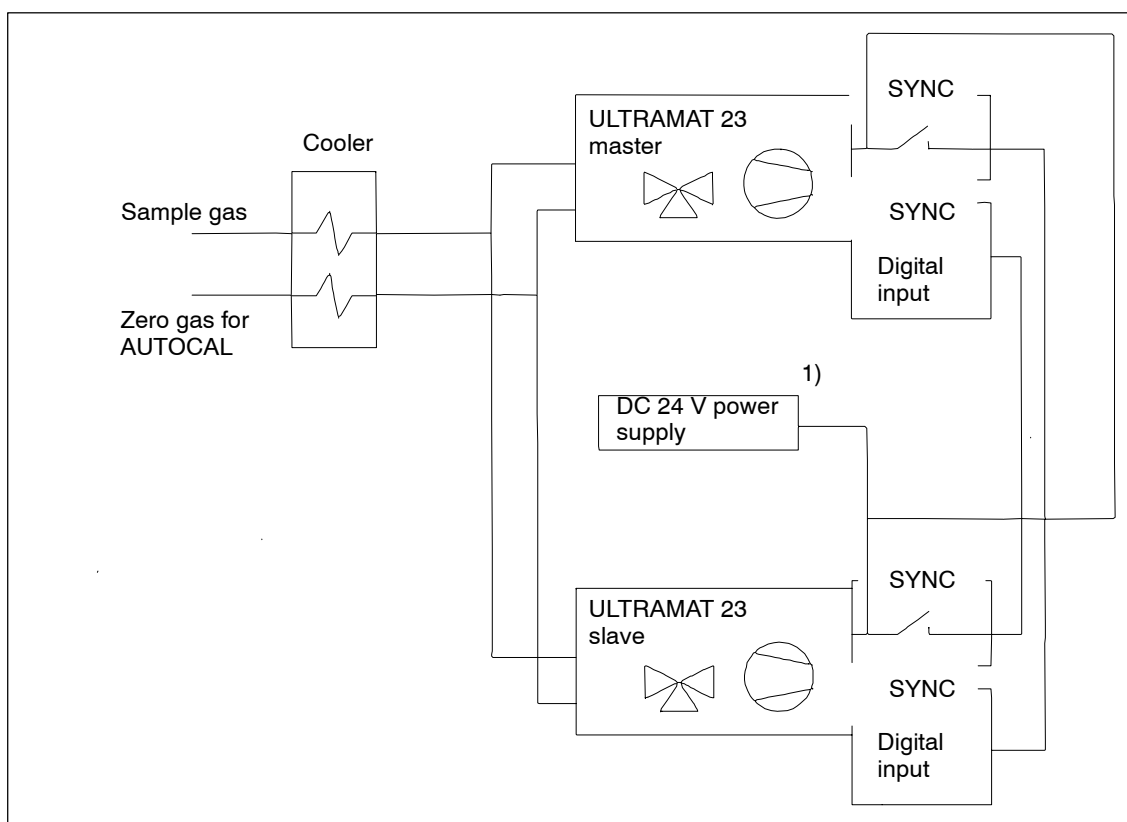 SYNC
ULTRAMAT 23
master
Cooler
Sample gas
SYNC
Digital
input
Zero gas for
AUTOCAL
1)
DC 24 V power
supply
SYNC
ULTRAMAT 23
slave
SYNC
Digital
input